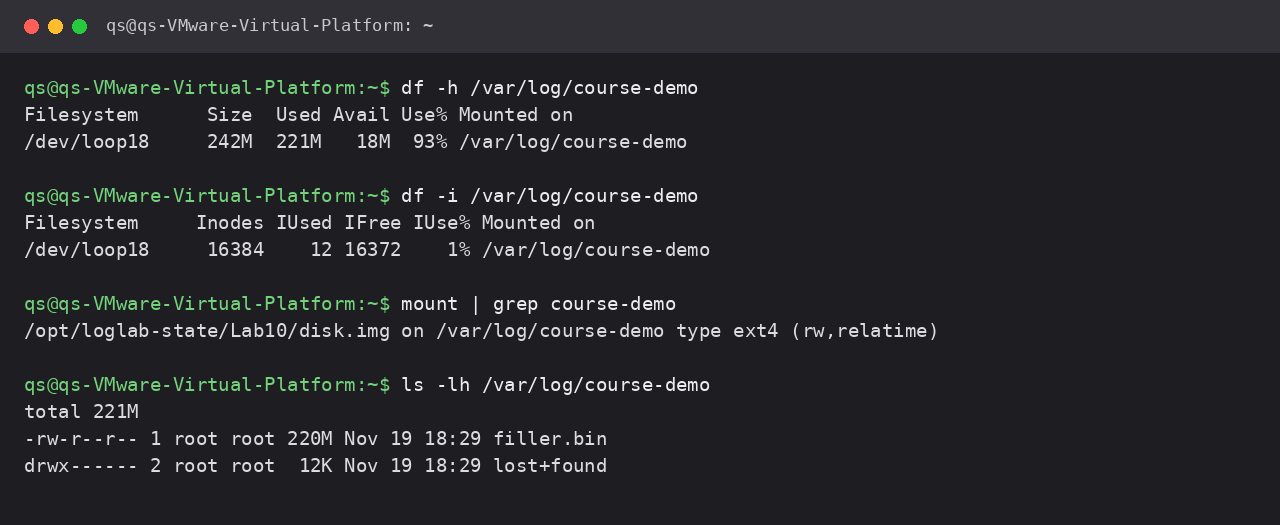 qs@qs-VMware-Virtual-Platform: ~
qs@qs-VMware-Virtual-Platform:~$ df -h /var/log/course-demo
Filesystem      Size  Used Avail Use% Mounted on
/dev/loop18     242M  221M   18M  93% /var/log/course-demo
qs@qs-VMware-Virtual-Platform:~$ df -i /var/log/course-demo
Filesystem     Inodes IUsed IFree IUse% Mounted on
/dev/loop18     16384    12 16372    1% /var/log/course-demo
qs@qs-VMware-Virtual-Platform:~$ mount | grep course-demo
/opt/loglab-state/Lab10/disk.img on /var/log/course-demo type ext4 (rw,relatime)
qs@qs-VMware-Virtual-Platform:~$ ls -lh /var/log/course-demo
total 221M
-rw-r--r-- 1 root root 220M Nov 19 18:29 filler.bin
drwx------ 2 root root  12K Nov 19 18:29 lost+found